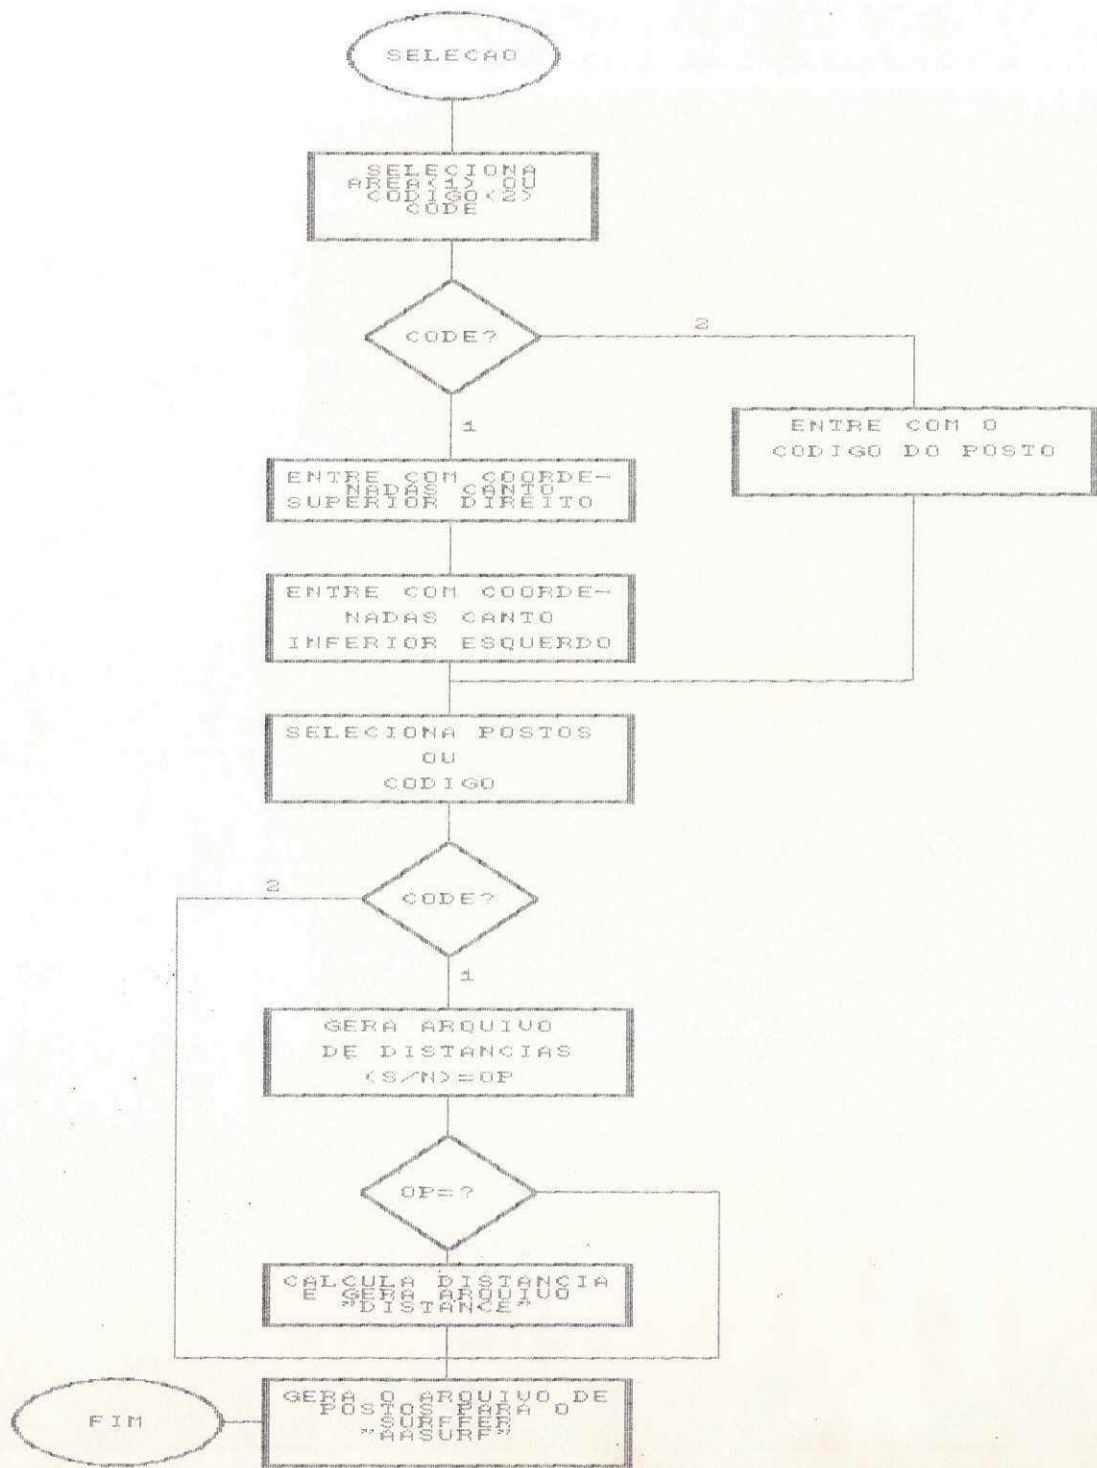 SELECAO
SELECIONA
AREA(1) OU
CODIGO(2)
CODE
CODE?
2
1
ENTRE COM O
CODIGO DO POSTO
ENTRE COM COORDE-
NADAS CANTO
SUPERIOR DIREITO
ENTRE COM COORDE-
NADAS CANTO
INFERIOR ESQUERDO
SELECIONA POSTOS
OU
CODIGO
2
CODE?
1
GERA ARQUIVO
DE DISTANCIAS
(S/N)=OP
OP=?
CALCULA DISTANCIA
E GERA ARQUIVO
"DISTANCE"
GERA O ARQUIVO DE
POSTOS PARA O
SURFER
"AASURF"
FIM